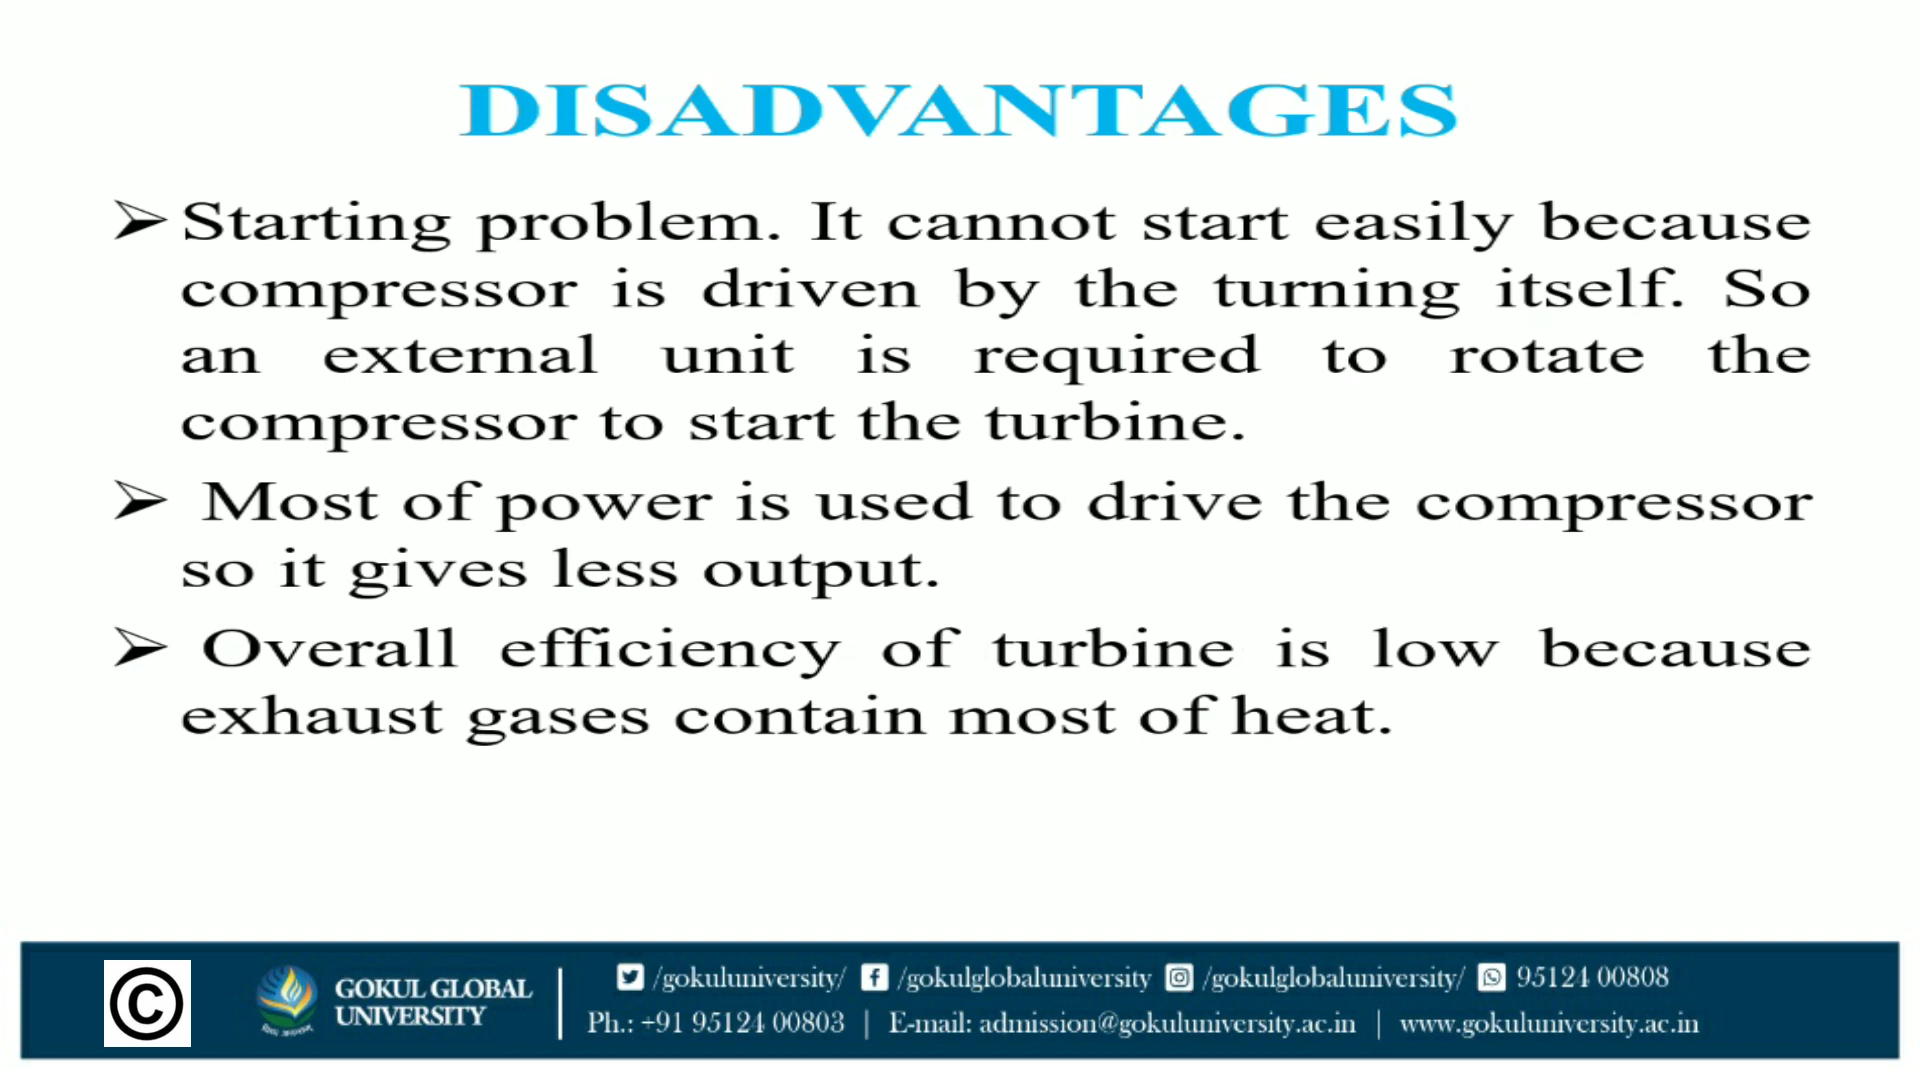 DISADVANTAGES
➢ Starting problem. It cannot start easily because
compressor is driven by the turning itself. So
an external unit is required to rotate the
compressor to start the turbine.
➢ Most of power is used to drive the compressor
so it gives less output.
➢ Overall efficiency of turbine is low because
exhaust gases contain most of heat.
©
GOKUL GLOBAL
UNIVERSITY
/gokuluniversity/ /gokulglobaluniversity /gokulglobaluniversity/ 95124 00808
Ph.: +91 95124 00803 | E-mail: admission@gokuluniversity.ac.in | www.gokuluniversity.ac.in